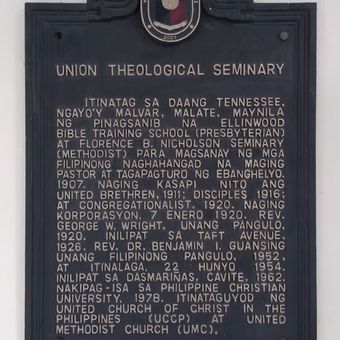 2007
UNION THEOLOGICAL SEMINARY
ITINATAG SA DAANG TENNESSEE,
NGAYO'Y MALVAR, MALATE, MAYNILA
NG PINAGSANIB NA ELLINWOOD
BIBLE TRAINING SCHOOL (PRESBYTERIAN)
AT FLORENCE B. NICHOLSON SEMINARY
(METHODIST) PARA MAGSANAY NG MGA
FILIPINONG NAGHAHANGAD NA MAGING
PASTOR AT TAGAPAGTURO NG EBANGHELYO.
1907. NAGING KASAPI NITO ANG
UNITED BRETHREN, 1911; DISCIPLES 1916;
AT CONGREGATIONALIST, 1920. NAGING
KORPORASYON, 7 ENERO 1920. REV.
GEORGE W. WRIGHT, UNANG PANGULO,
1920. INILIPAT SA TAFT AVENUE,
1926. REV. DR. BENJAMIN I. GUANSING
UNANG FILIPINONG PANGULO, 1952,
AT ITINALAGA, 22 HUNYO 1954.
INILIPAT SA DASMARIÑAS, CAVITE, 1962.
NAKIPAG-ISA SA PHILIPPINE CHRISTIAN
UNIVERSITY, 1978. ITINATAGUYOD NG
UNITED CHURCH OF CHRIST IN THE
PHILIPPINES (UCCP) AT UNITED
METHODIST CHURCH (UMC).